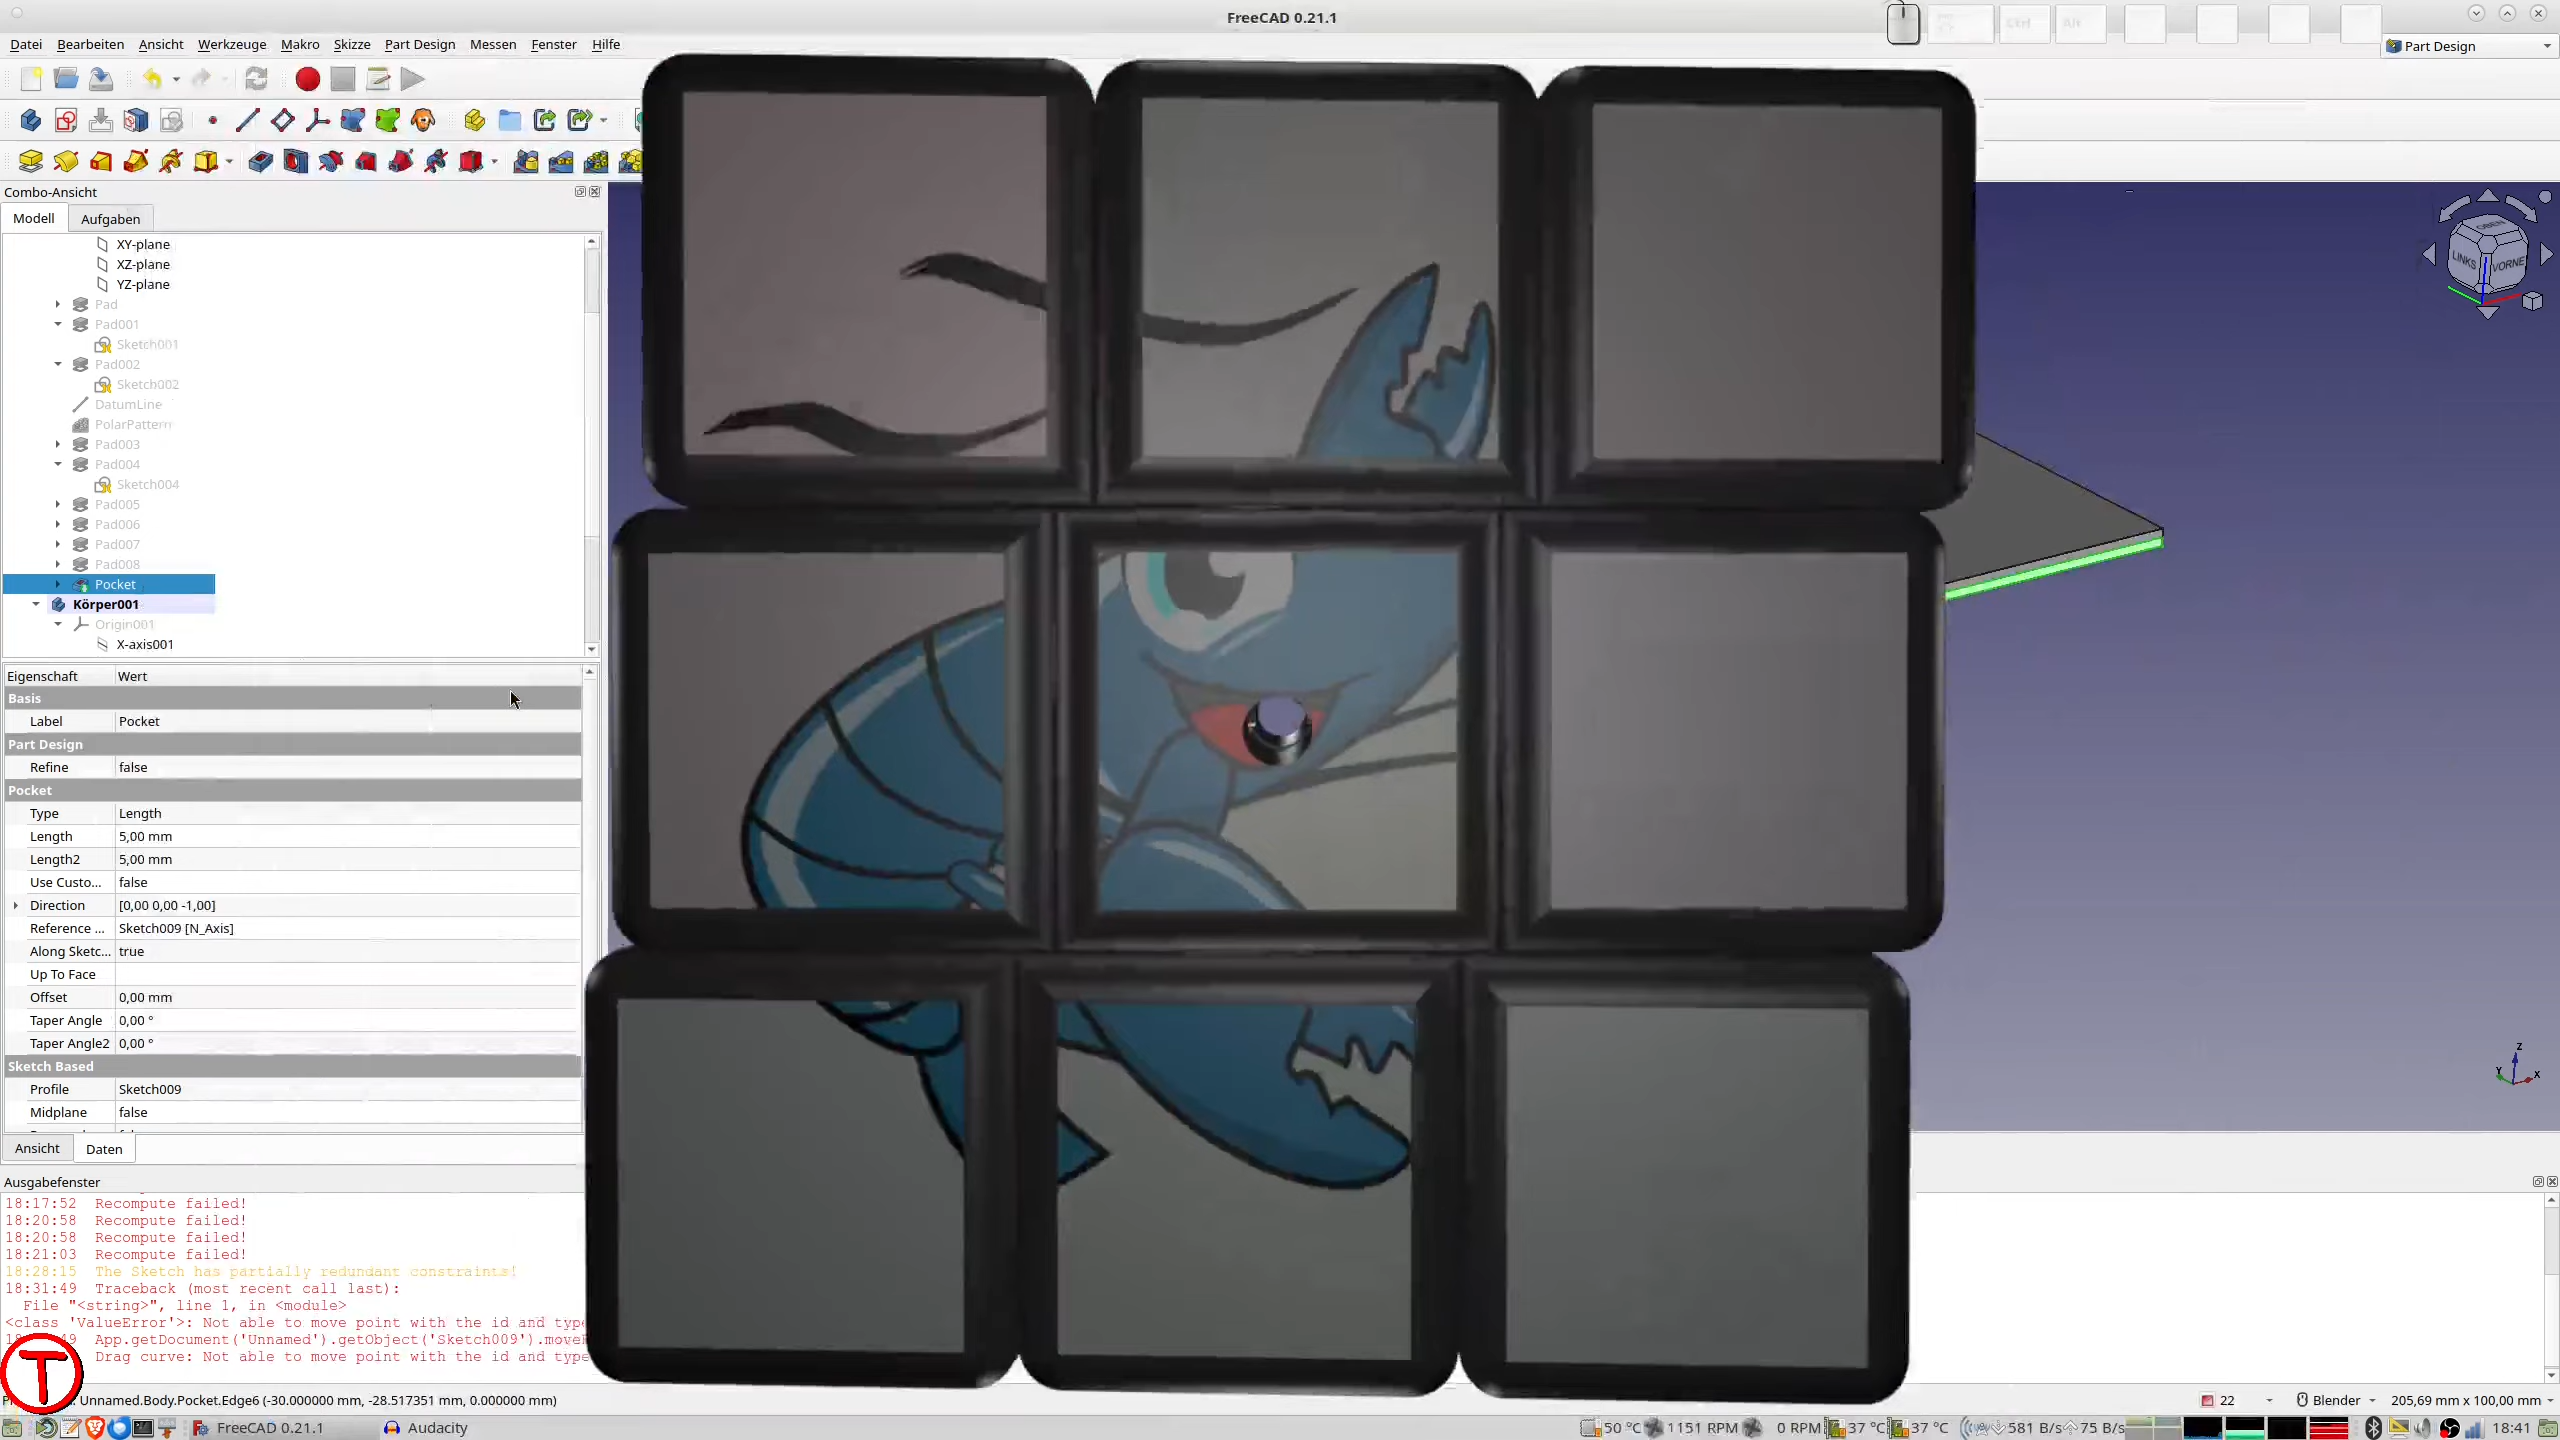 FreeCAD 0.21.1
Ctrl
Alt
Datei Bearbeiten Ansicht Werkzeuge Makro Skizze Part Design Messen Fenster Hilfe
Part Design
Combo-Ansicht
Modell Aufgaben
XY-plane
XZ-plane
YZ-plane
Pad
Pad001
Sketch001
Pad002
Sketch002
DatumLine
PolarPattern
Pad003
Pad004
Sketch004
Pad005
Pad006
Pad007
Pad008
Pocket
Körper001
Origin001
X-axis001
OBEN
LINKS
VORNE
Eigenschaft Wert
Basis
Label Pocket
Part Design
Refine false
Pocket
Type Length
Length 5,00 mm
Length2 5,00 mm
Use Custo... false
Direction [0,00 0,00 -1,00]
Reference ... Sketch009 [N_Axis]
Along Sketc... true
Up To Face
Offset 0,00 mm
Taper Angle 0,00 °
Taper Angle2 0,00 °
Sketch Based
Profile Sketch009
Midplane false
Z
Y
X
Ansicht Daten
Ausgabefenster
18:17:52 Recompute failed!
18:20:58 Recompute failed!
18:20:58 Recompute failed!
18:21:03 Recompute failed!
18:28:15 The Sketch has partially redundant constraints!
18:31:49 Traceback (most recent call last):
File "<string>", line 1, in <module>
<class 'ValueError'>: Not able to move point with the id and type
49 App.getDocument('Unnamed').getObject('Sketch009').move
Drag curve: Not able to move point with the id and type
T
Unnamed.Body.Pocket.Edge6 (-30.000000 mm, -28.517351 mm, 0.000000 mm)
22
Blender
205,69 mm x 100,00 mm
FreeCAD 0.21.1
Audacity
50 °C 1151 RPM 0 RPM 37 °C 37 °C 581 B/s 75 B/s 18:41